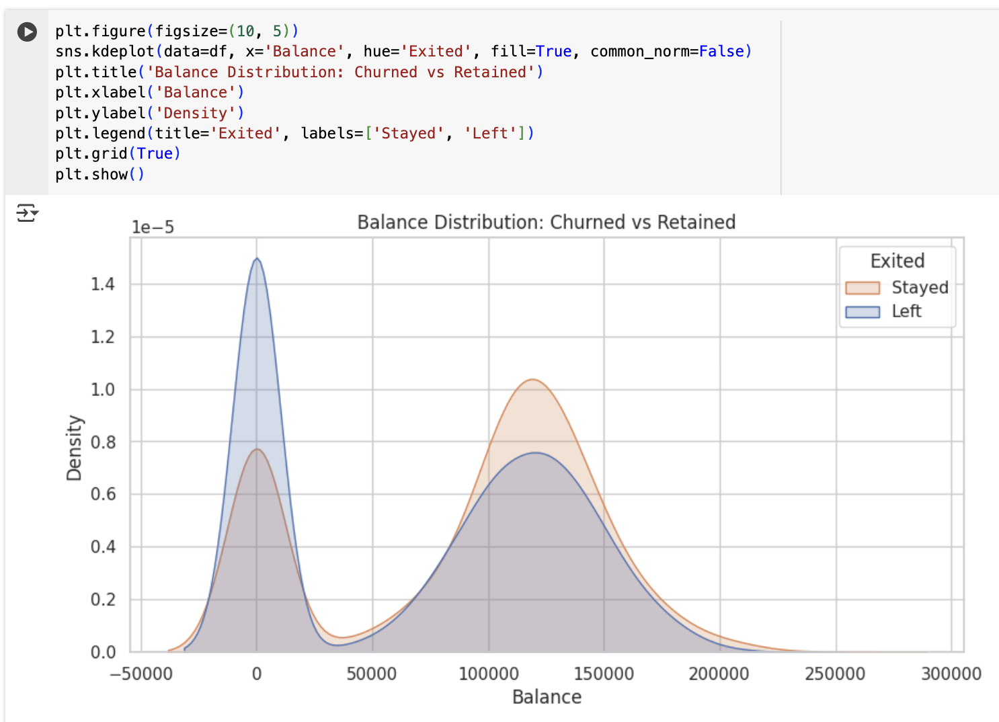 plt.figure(figsize=(10, 5))
sns.kdeplot(data=df, x='Balance', hue='Exited', fill=True, common_norm=False)
plt.title('Balance Distribution: Churned vs Retained')
plt.xlabel('Balance')
plt.ylabel('Density')
plt.legend(title='Exited', labels=['Stayed', 'Left'])
plt.grid(True)
plt.show()
Balance Distribution: Churned vs Retained
1e−5
Exited
Stayed
Left
1.4
1.2
1.0
0.8
0.6
0.4
0.2
0.0
Density
−50000 0 50000 100000 150000 200000 250000 300000
Balance